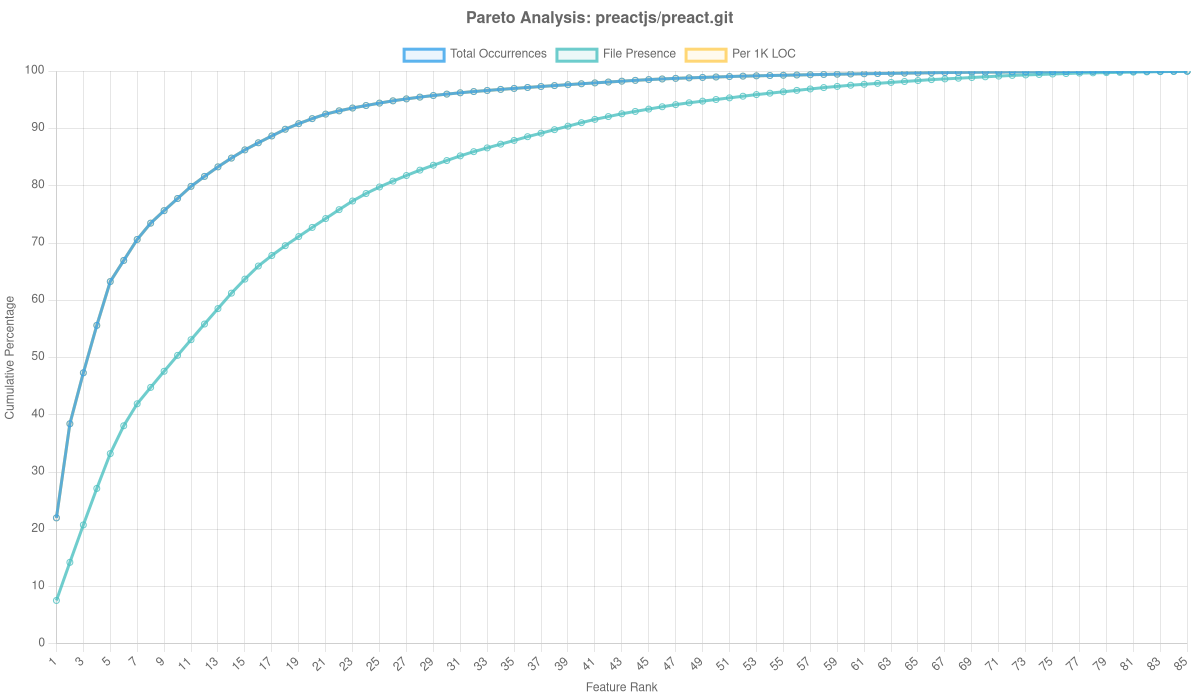 Pareto Analysis: preactjs/preact.git
Total Occurrences File Presence Per 1K LOC
100
90
80
70
60
50
40
30
20
10
0
Cumulative Percentage
1 3 5 7 9 11 13 15 17 19 21 23 25 27 29 31 33 35 37 39 41 43 45 47 49 51 53 55 57 59 61 63 65 67 69 71 73 75 77 79 81 83 85
Feature Rank